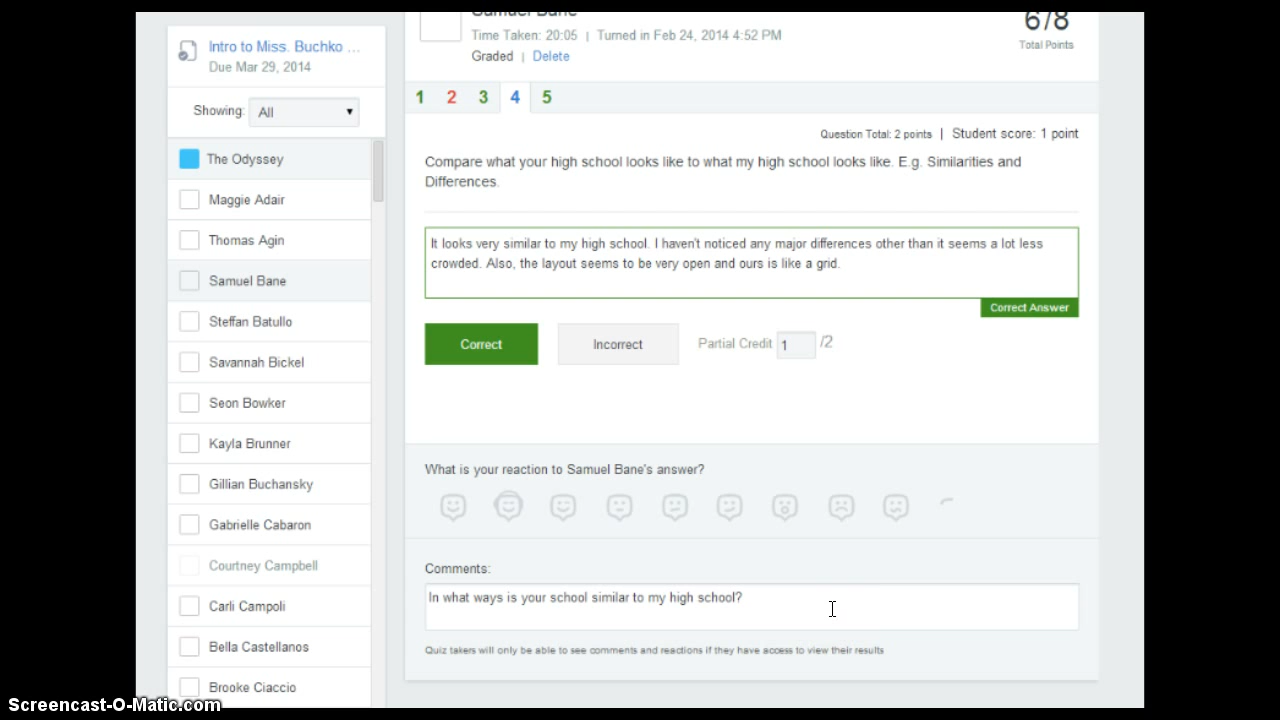 Intro to Miss. Buchko ...
Due Mar 29, 2014
Showing: All
The Odyssey
Maggie Adair
Thomas Agin
Samuel Bane
Steffan Batullo
Savannah Bickel
Seon Bowker
Kayla Brunner
Gillian Buchansky
Gabrielle Cabaron
Courtney Campbell
Carli Campoli
Bella Castellanos
Brooke Ciaccio
Samuel Bane
Time Taken: 20:05 | Turned in Feb 24, 2014 4:52 PM
Graded | Delete
6/8
Total Points
1 2 3 4 5
Question Total: 2 points | Student score: 1 point
Compare what your high school looks like to what my high school looks like. E.g. Similarities and
Differences.
It looks very similar to my high school. I haven't noticed any major differences other than it seems a lot less
crowded. Also, the layout seems to be very open and ours is like a grid.
Correct Answer
Correct Incorrect Partial Credit 1 /2
What is your reaction to Samuel Bane's answer?
Comments:
In what ways is your school similar to my high school?
Quiz takers will only be able to see comments and reactions if they have access to view their results
Screencast-O-Matic.com